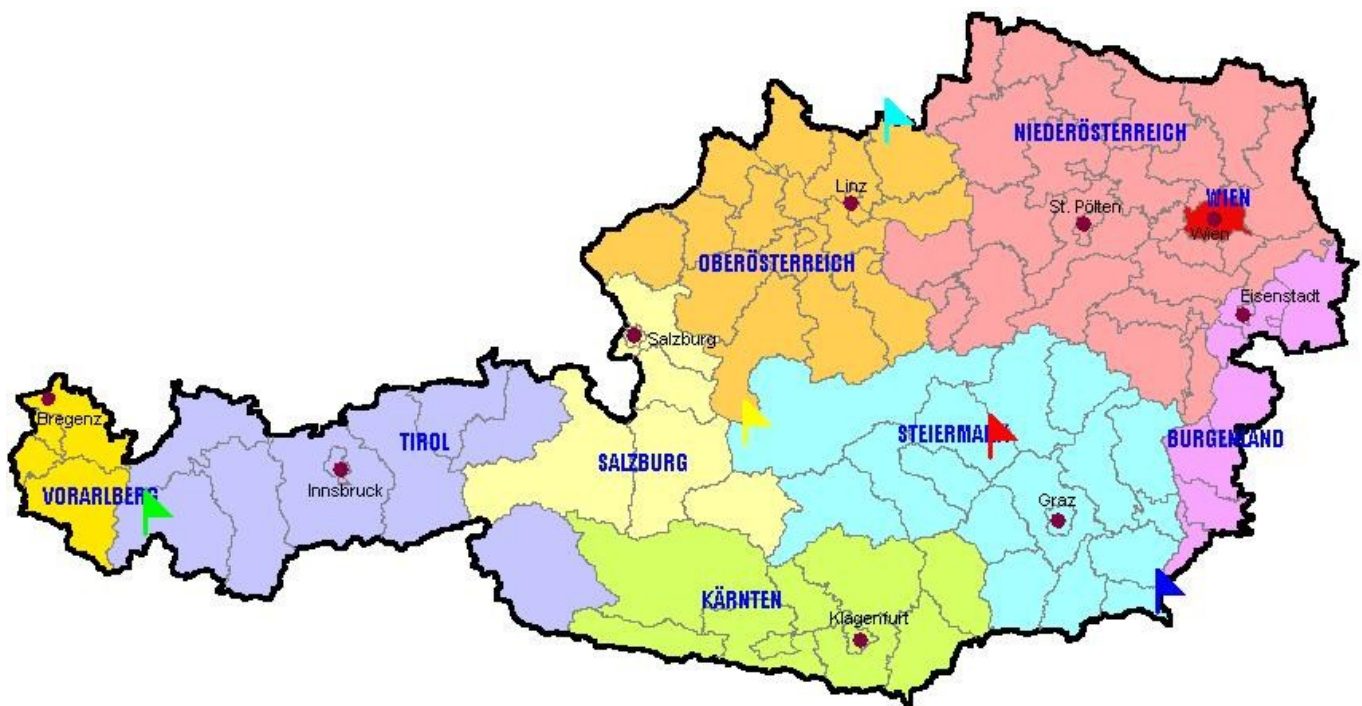 NIEDERÖSTERREICH
Linz
St. Pölten
WIEN
Wien
OBERÖSTERREICH
Eisenstadt
Salzburg
Bregenz
TIROL
STEIERMARK
BURGENLAND
SALZBURG
Innsbruck
VORARLBERG
Graz
KÄRNTEN
Klagenfurt